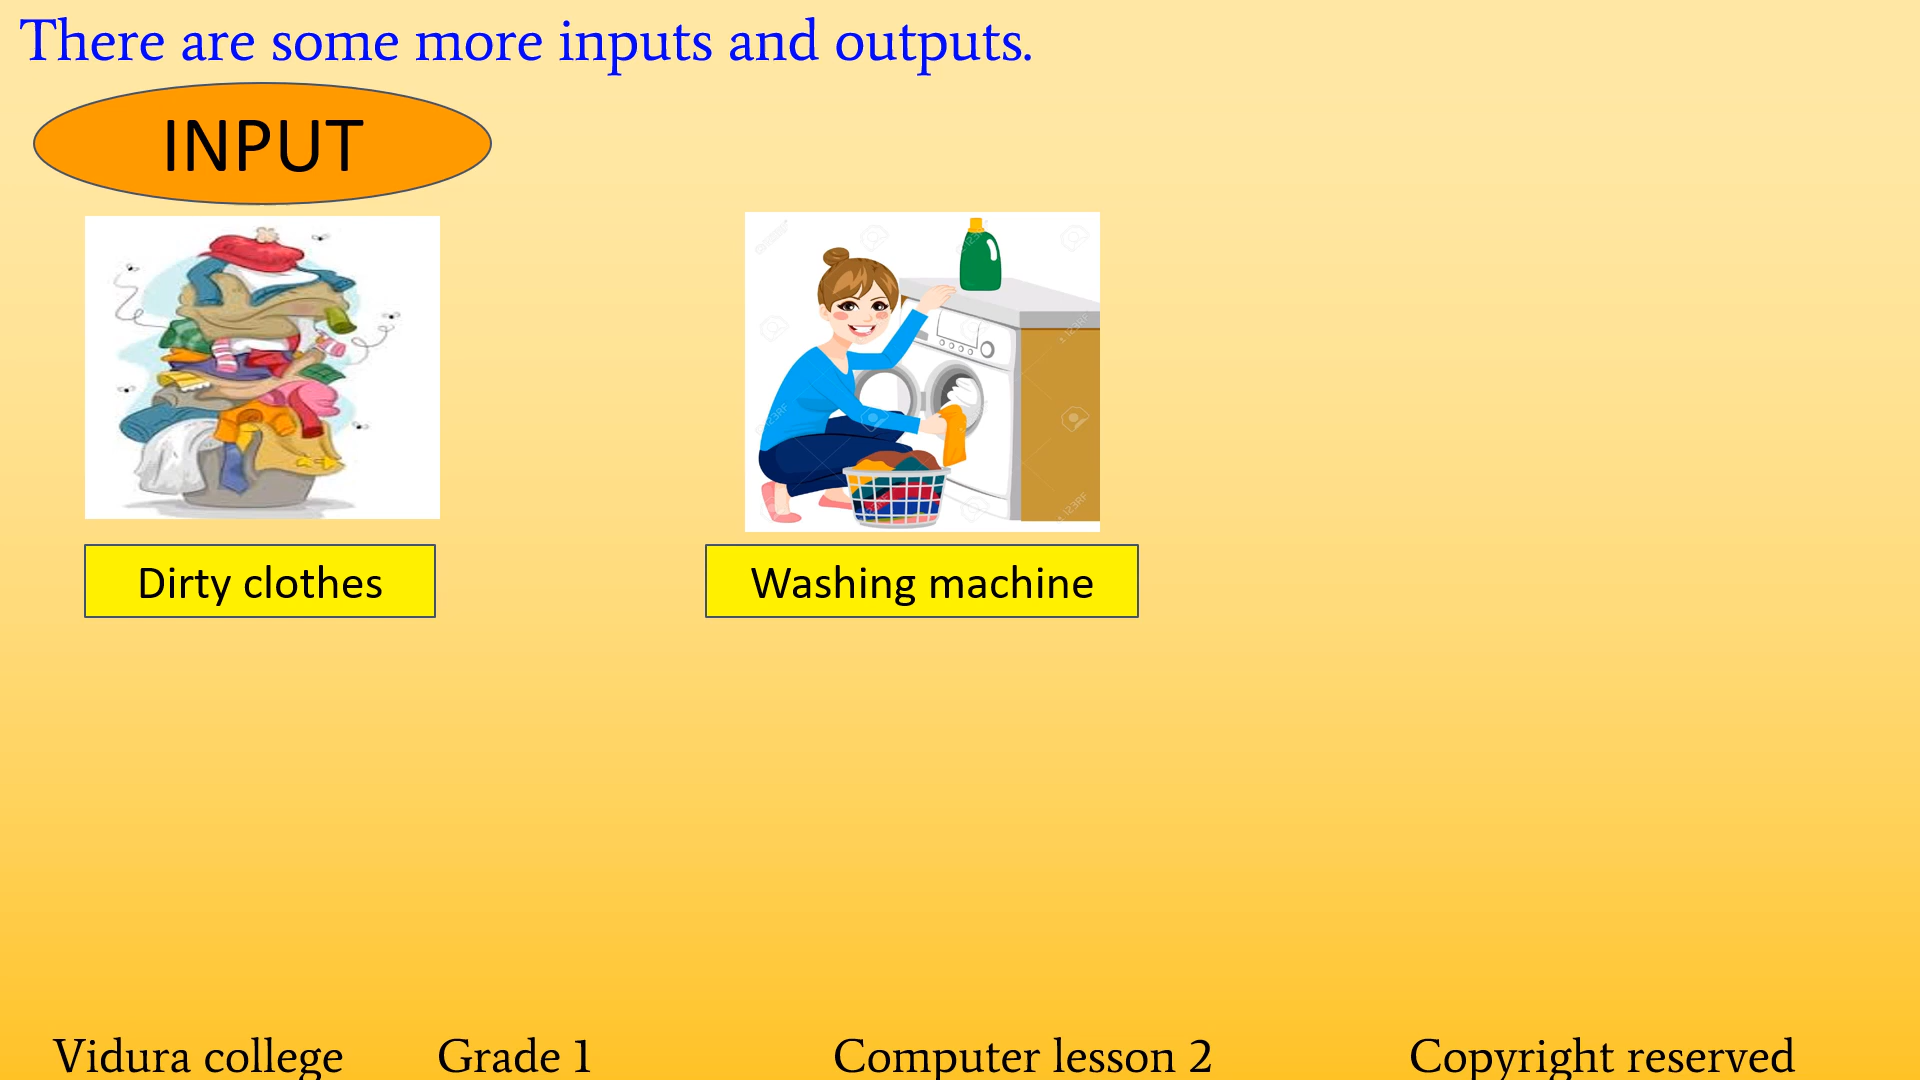 There are some more inputs and outputs.
INPUT
Dirty clothes
Washing machine
Vidura college Grade 1 Computer lesson 2 Copyright reserved